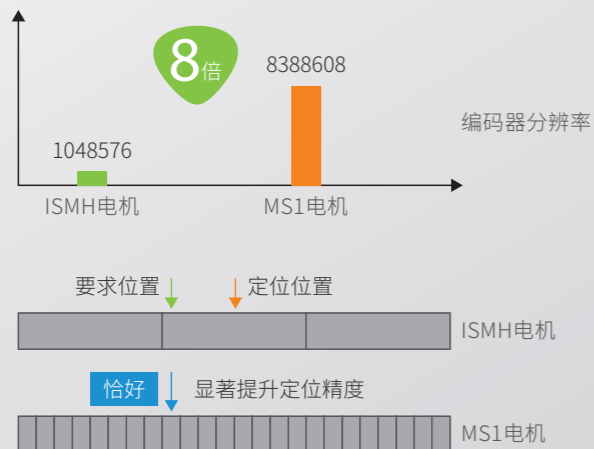 8倍
8388608
编码器分辨率
1048576
ISMH电机
MS1电机
要求位置
定位位置
ISMH电机
恰好
显著提升定位精度
MS1电机